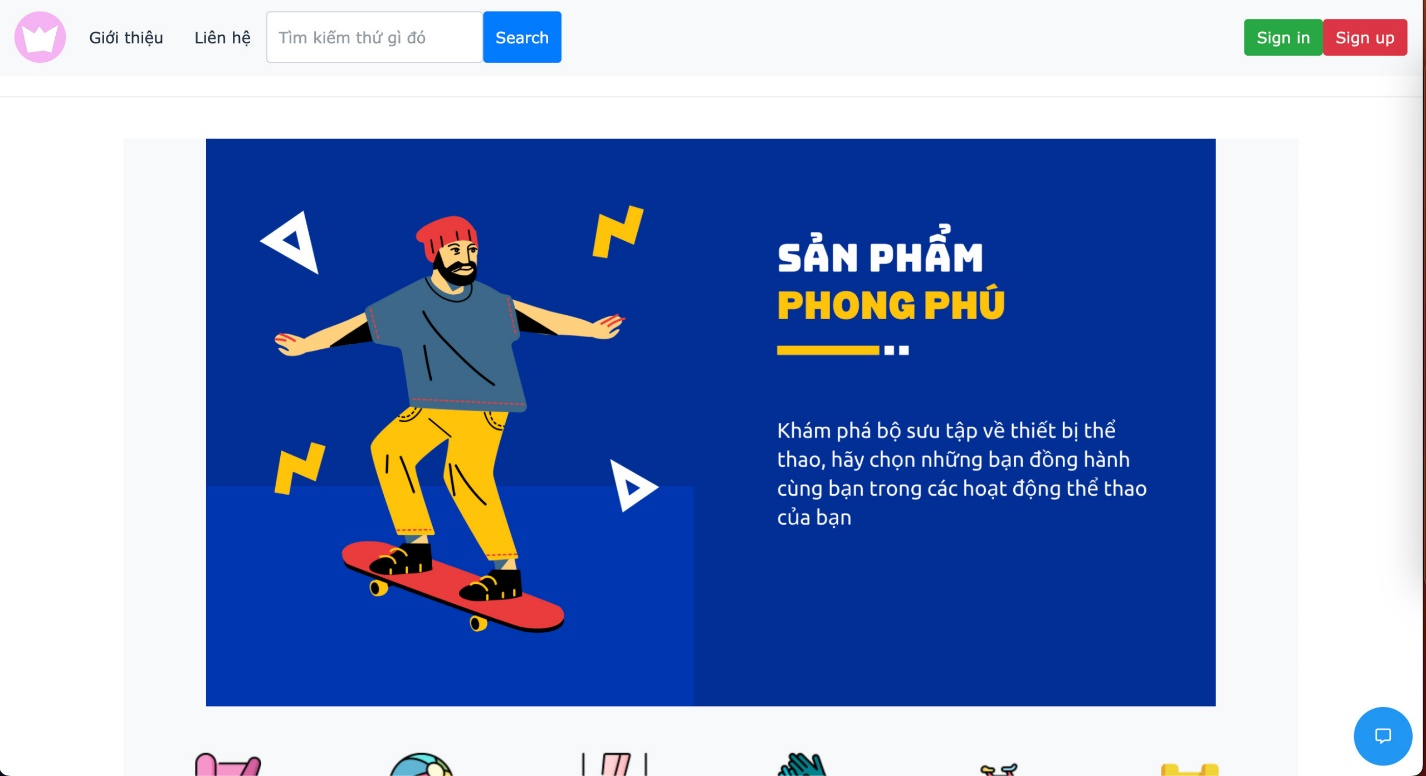 Giới thiệu
Liên hệ
Tìm kiếm thứ gì đó
Search
Sign in
Sign up
SẢN PHẨM
PHONG PHÚ
Khám phá bộ sưu tập về thiết bị thể
thao, hãy chọn những bạn đồng hành
cùng bạn trong các hoạt động thể thao
của bạn